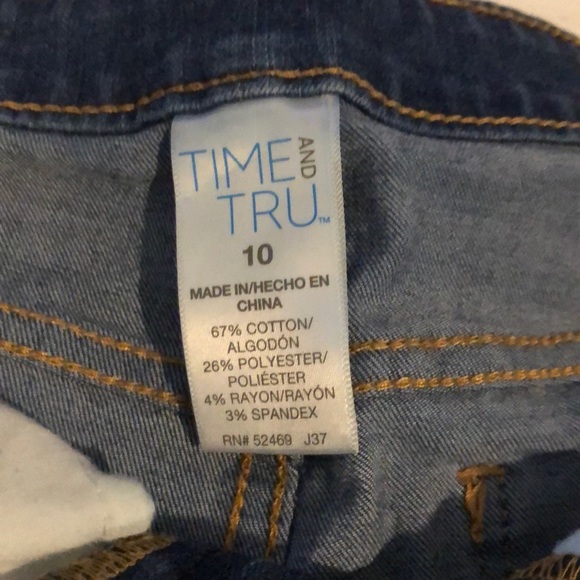 TIME AND
TRU™
10
MADE IN/HECHO EN
CHINA
67% COTTON/
ALGODÓN
26% POLYESTER/
POLIÉSTER
4% RAYON/RAYÓN
3% SPANDEX
RN# 52469 J37